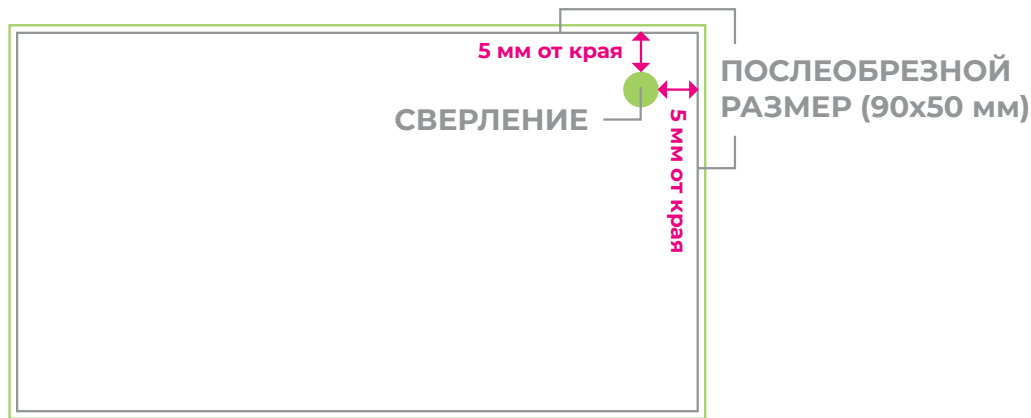 5 мм от края
ПОСЛЕОБРЕЗНОЙ
РАЗМЕР (90x50 мм)
СВЕРЛЕНИЕ
5 мм от края